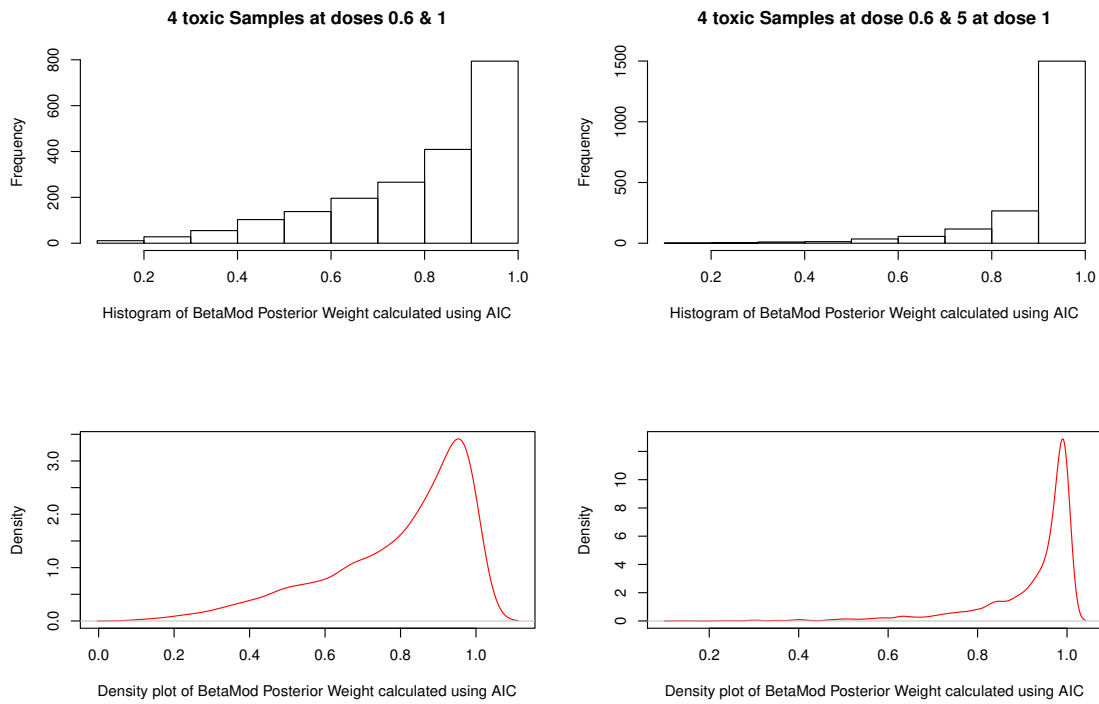 4 toxic Samples at doses 0.6 & 1
Frequency
0 200 400 600 800
0.2 0.4 0.6 0.8 1.0
Histogram of BetaMod Posterior Weight calculated using AIC
4 toxic Samples at dose 0.6 & 5 at dose 1
Frequency
0 500 1000 1500
0.2 0.4 0.6 0.8 1.0
Histogram of BetaMod Posterior Weight calculated using AIC
Density
0.0 1.0 2.0 3.0
0.0 0.2 0.4 0.6 0.8 1.0
Density plot of BetaMod Posterior Weight calculated using AIC
Density
0 2 4 6 8 10
0.2 0.4 0.6 0.8 1.0
Density plot of BetaMod Posterior Weight calculated using AIC